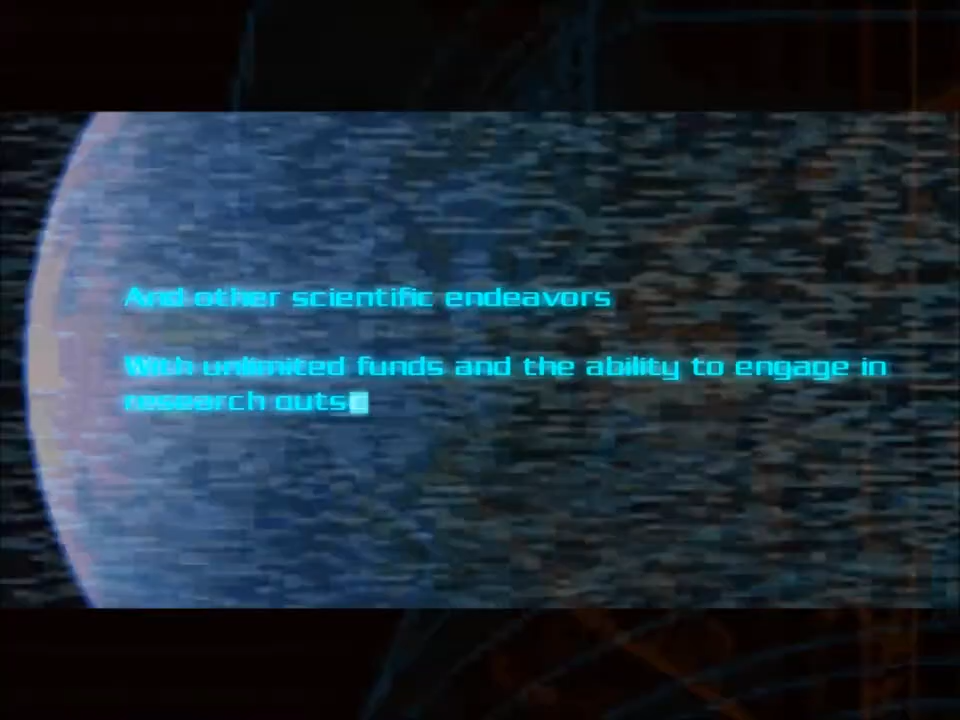 And other scientific endeavors
With unlimited funds and the ability to engage in
research outs